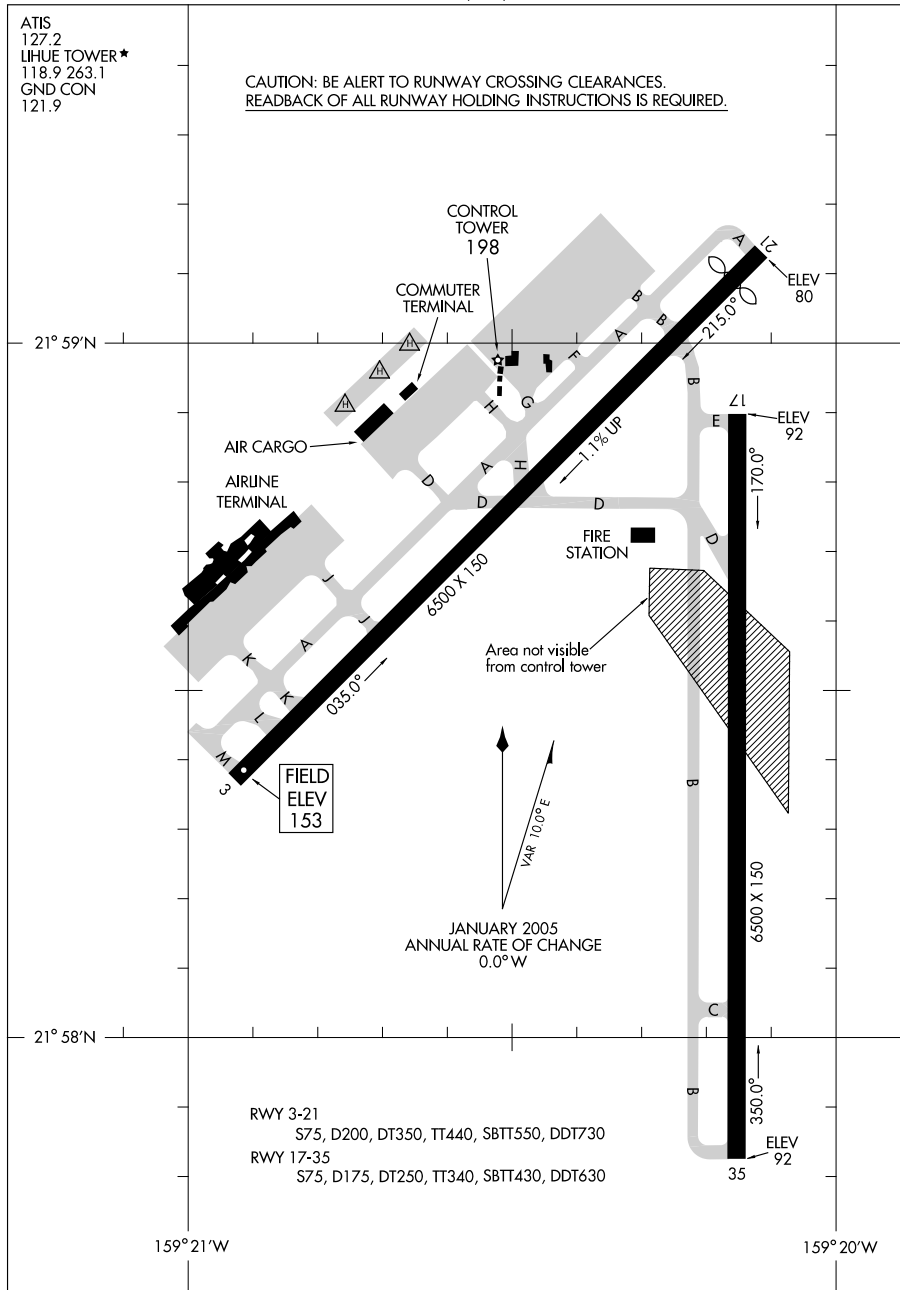 ATIS
127.2
LIHUE TOWER★
118.9 263.1
GND CON
121.9
CAUTION: BE ALERT TO RUNWAY CROSSING CLEARANCES.
READBACK OF ALL RUNWAY HOLDING INSTRUCTIONS IS REQUIRED.
CONTROL
TOWER
198
A
21
ELEV
80
COMMUTER
TERMINAL
B
B
215.0°
21° 59'N
H
H
H
F
A
B
17
E
ELEV
92
AIR CARGO
H
G
1.1% UP
170.0°
AIRLINE
TERMINAL
D
A
H
D
D
D
FIRE
STATION
6500 X 150
J
J
Area not visible
from control tower
K
A
K
L
035.0°
M
3
FIELD
ELEV
153
VAR 10.0° E
B
6500 X 150
JANUARY 2005
ANNUAL RATE OF CHANGE
0.0° W
C
21° 58'N
B
350.0°
RWY 3-21
S75, D200, DT350, TT440, SBTT550, DDT730
RWY 17-35
S75, D175, DT250, TT340, SBTT430, DDT630
ELEV
92
35
159° 21'W
159° 20'W